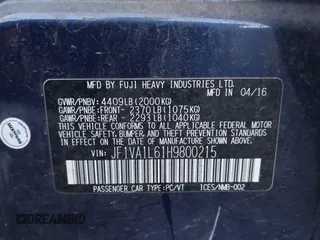 MFD BY FUJI HEAVY INDUSTRIES LTD.
MADE IN 04/16
GVWR/PNBV: 4409LB(2000KG)
GAWR/PNBE:FRONT- 2370LB(1075KG)
GAWR/PNBE:REAR - 2293LB(1040KG)
THIS VEHICLE CONFORMS TO ALL APPLICABLE
FEDERAL MOTOR VEHICLE SAFETY, BUMPER,
AND THEFT PREVENTION STANDARDS IN
EFFECT ON THE DATE OF MANUFACTURE
SHOWN ABOVE.
VIN: JF1VA1L61H9800215
PASSENGER CAR TYPE:PC/VT ICES/NMB-002
DREAMBID